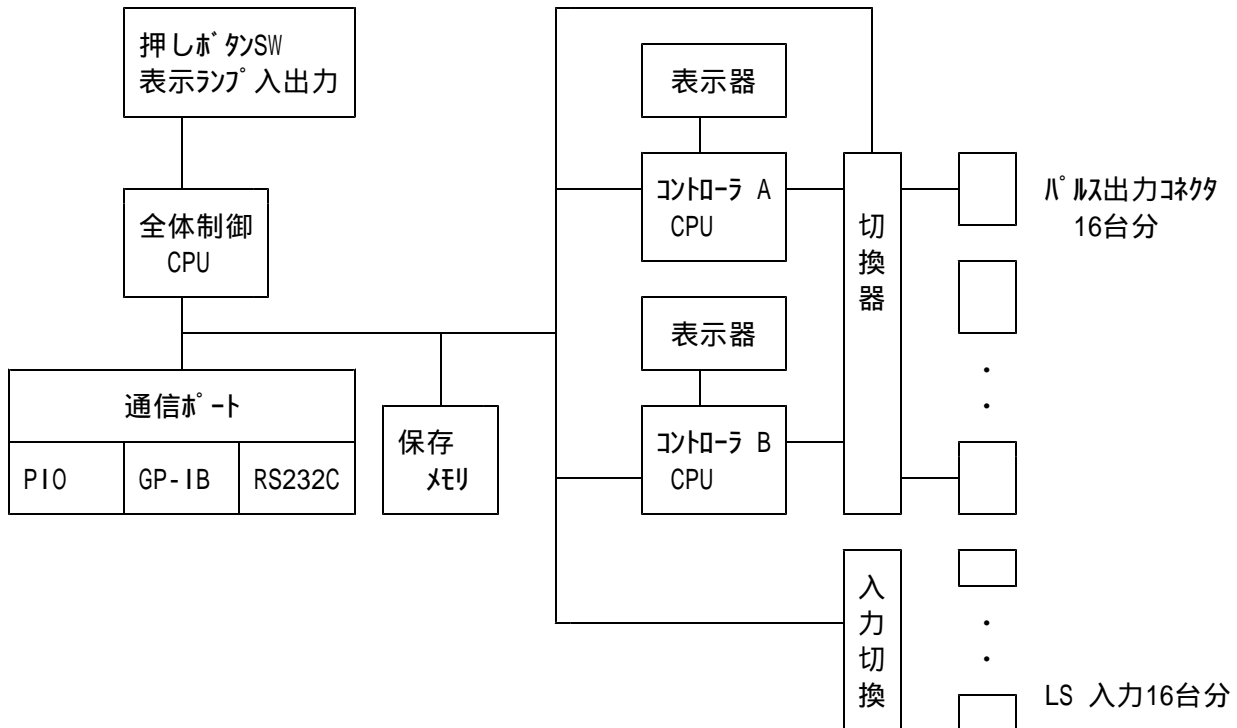 押しﾎﾞﾀﾝSW
表示ﾗﾝﾌﾟ入出力
表示器
コントローラ A
CPU
切換器
ﾊﾟﾙｽ出力ｺﾈｸﾀ
16台分
全体制御
CPU
表示器
通信ﾎﾟｰﾄ
PIO
GP-IB
RS232C
保存
ﾒﾓﾘ
コントローラ B
CPU
入力切換
LS 入力16台分